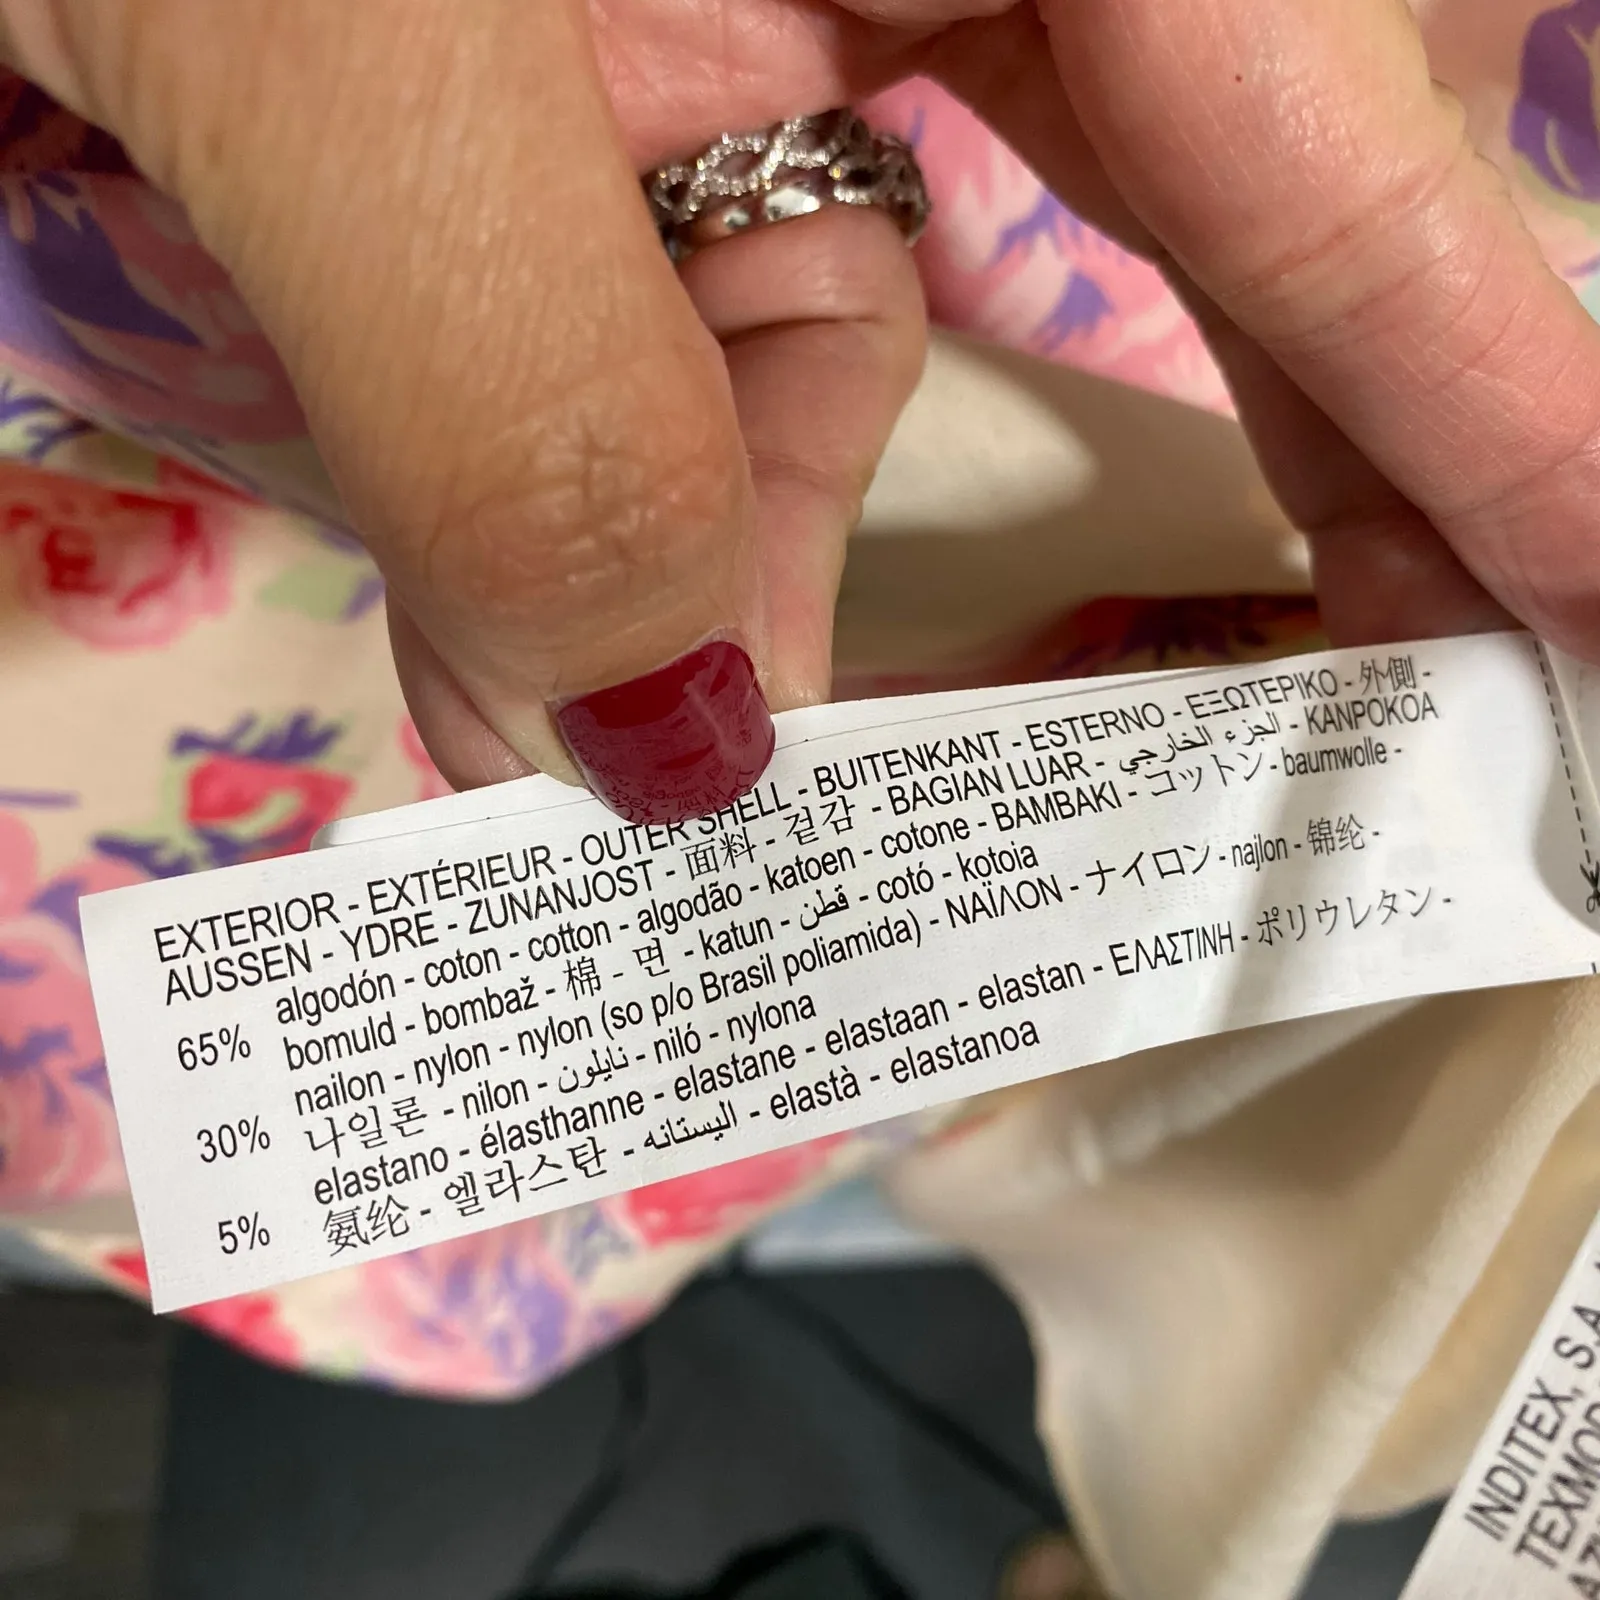 EXTERIOR - EXTÉRIEUR - OUTER SHELL - BUITENKANT - ESTERNO - ΕΞΩΤΕΡΙΚΟ - 外側 -
AUSSEN - YDRE - ZUNANJOST - 面料 - 겉감 - BAGIAN LUAR - الجزء الخارجي - KANPOKOA
65% algodón - coton - cotton - algodão - katoen - cotone - BAMBAKI - コットン - baumwolle -
bomuld - bombaž - 棉 - 면 - katun - قطن - cotó - kotoia
30% nailon - nylon - nylon (so p/o Brasil poliamida) - ΝΑΪΛΟΝ - ナイロン - najlon - 锦纶 -
나일론 - nilon - نايلون - niló - nylona
5% elastano - élasthanne - elastane - elastaan - elastan - ΕΛΑΣΤΙΝΗ - ポリウレタン -
氨纶 - 엘라스탄 - اليستانه - elastà - elastanoa
INDITEX, S.A.